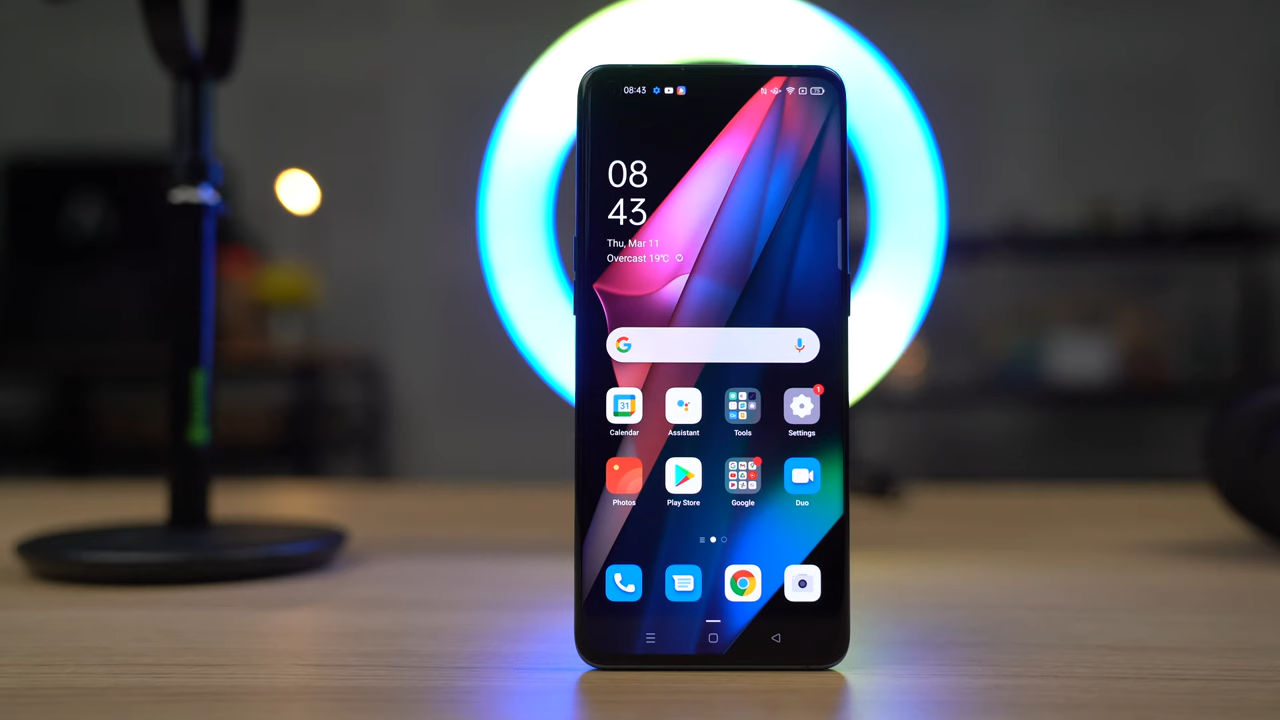 08:43
08
43
Thu, Mar 11
Overcast 19℃
31
1
Calendar
Assistant
Tools
Settings
Photos
Play Store
Google
Duo